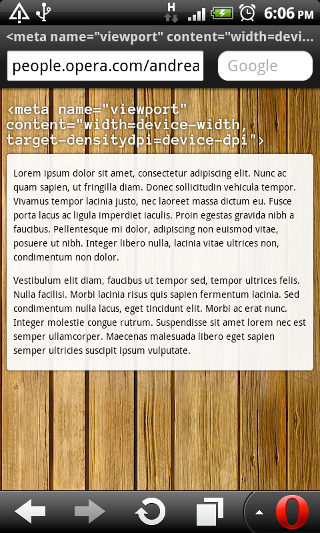 H 6:06 PM
<meta name="viewport" content="width=devi...
people.opera.com/andrea Google
<meta name="viewport"
content="width=device-width,
target-densitydpi=device-dpi">
Lorem ipsum dolor sit amet, consectetur adipiscing elit. Nunc ac
quam sapien, ut fringilla diam. Donec sollicitudin vehicula tempor.
Vivamus tempor lacinia justo, nec laoreet massa dictum eu. Fusce
porta lacus ac ligula imperdiet iaculis. Proin egestas gravida nibh a
faucibus. Pellentesque mi dolor, adipiscing non euismod vitae,
posuere ut nibh. Integer libero nulla, lacinia vitae ultrices non,
condimentum non dolor.
Vestibulum elit diam, faucibus ut tempor sed, tempor ultrices felis.
Nulla facilisi. Morbi lacinia risus quis sapien fermentum lacinia. Sed
condimentum nulla lacus, eget tincidunt elit. Morbi ac erat nunc.
Integer molestie congue rutrum. Suspendisse sit amet lorem nec est
semper ullamcorper. Maecenas malesuada libero eget sapien
semper ultricies suscipit ipsum vulputate.